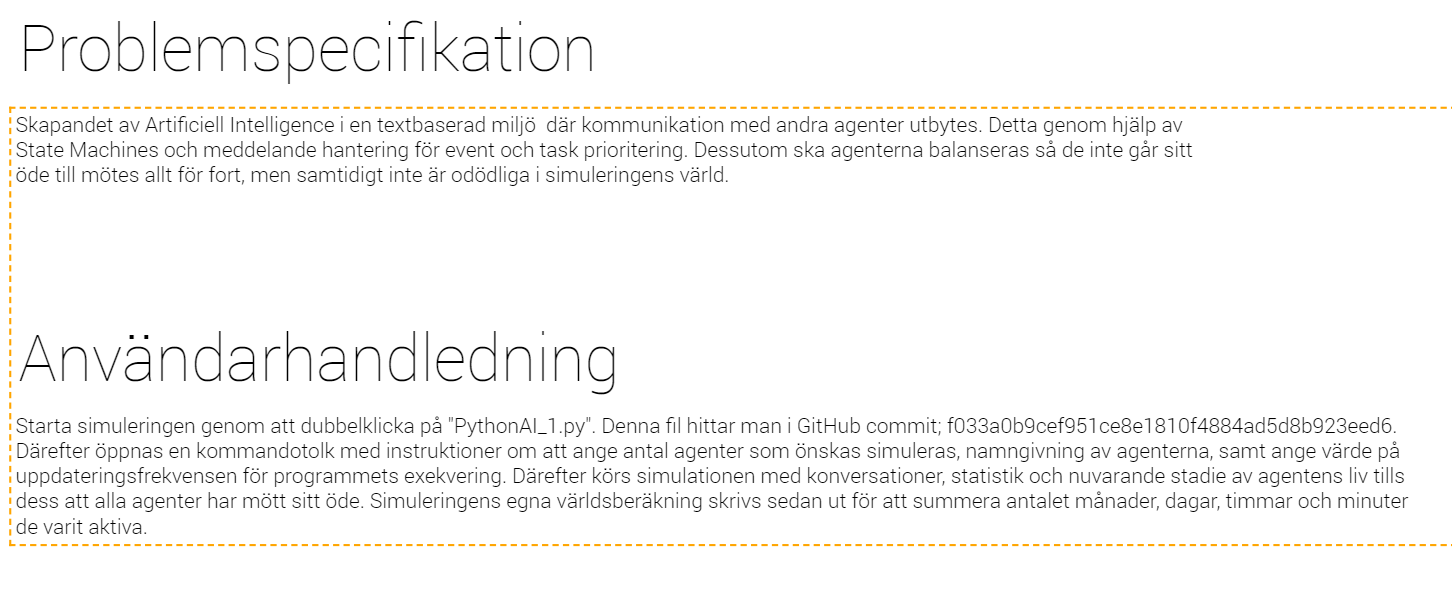 Problemspecifikation
Skapandet av Artificiell Intelligence i en textbaserad miljö  där kommunikation med andra agenter utbytes. Detta genom hjälp av
State Machines och meddelande hantering för event och task prioritering. Dessutom ska agenterna balanseras så de inte går sitt
öde till mötes allt för fort, men samtidigt inte är odödliga i simuleringens värld.
Användarhandledning
Starta simuleringen genom att dubbelklicka på "PythonAI_1.py". Denna fil hittar man i GitHub commit; f033a0b9cef951ce8e1810f4884ad5d8b923eed6.
Därefter öppnas en kommandotolk med instruktioner om att ange antal agenter som önskas simuleras, namngivning av agenterna, samt ange värde på
uppdateringsfrekvensen för programmets exekvering. Därefter körs simulationen med konversationer, statistik och nuvarande stadie av agentens liv tills
dess att alla agenter har mött sitt öde. Simuleringens egna världsberäkning skrivs sedan ut för att summera antalet månader, dagar, timmar och minuter
de varit aktiva.